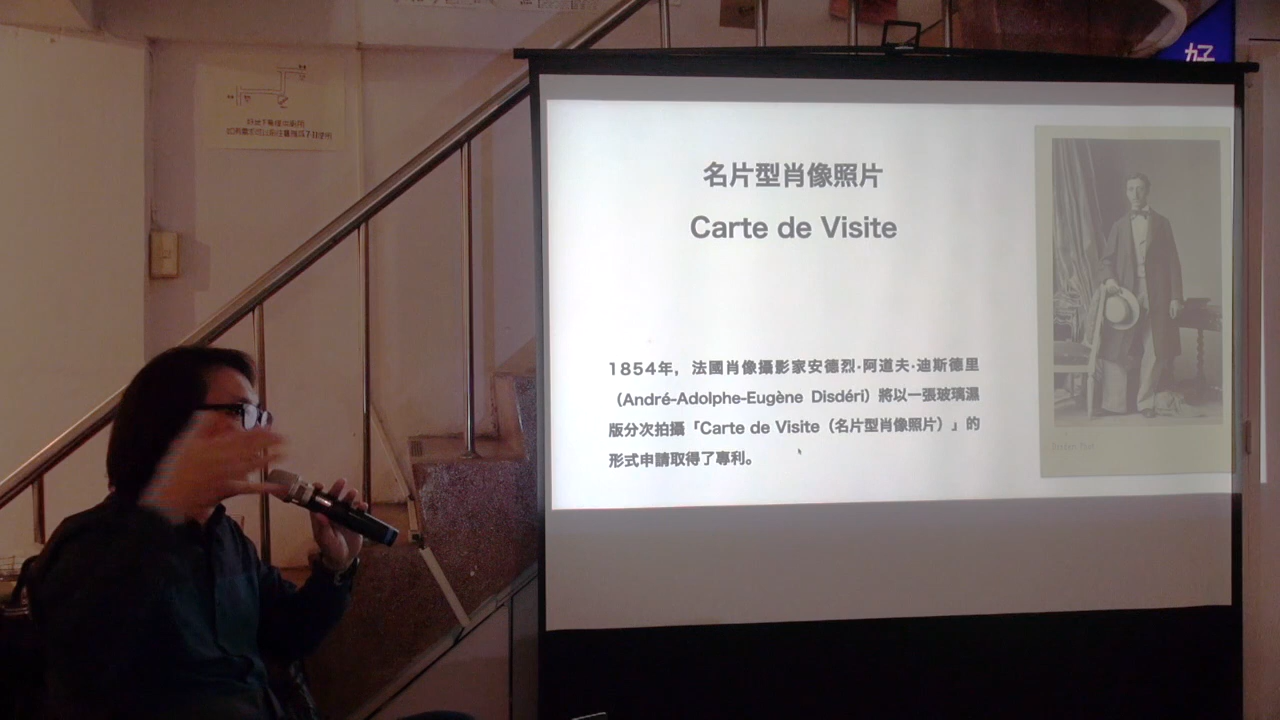 好
名片型肖像照片
Carte de Visite
1854年，法國肖像攝影家安德烈·阿道夫·迪斯德里
（André-Adolphe-Eugène Disdéri）將以一張玻璃濕
版分次拍攝「Carte de Visite（名片型肖像照片）」的
形式申請取得了專利。